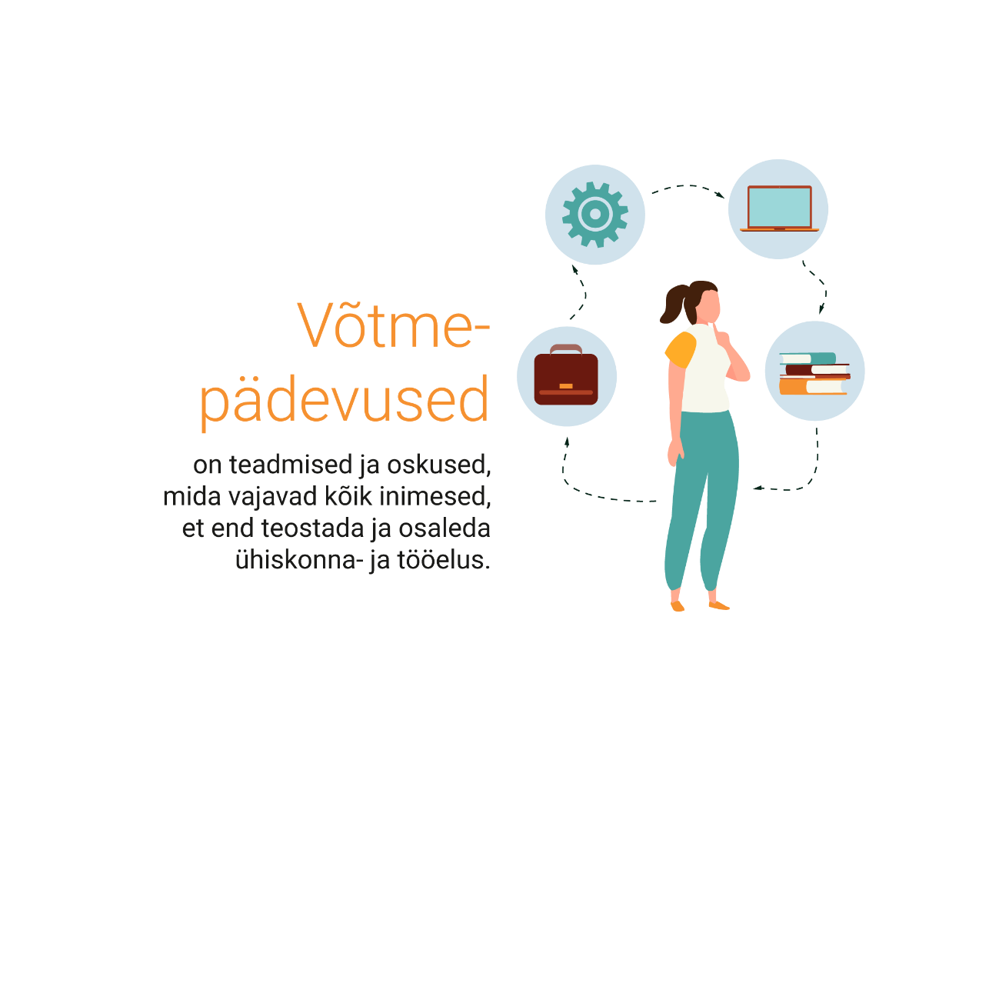 Võtme-
pädevused
on teadmised ja oskused,
mida vajavad kõik inimesed,
et end teostada ja osaleda
ühiskonna- ja tööelus.